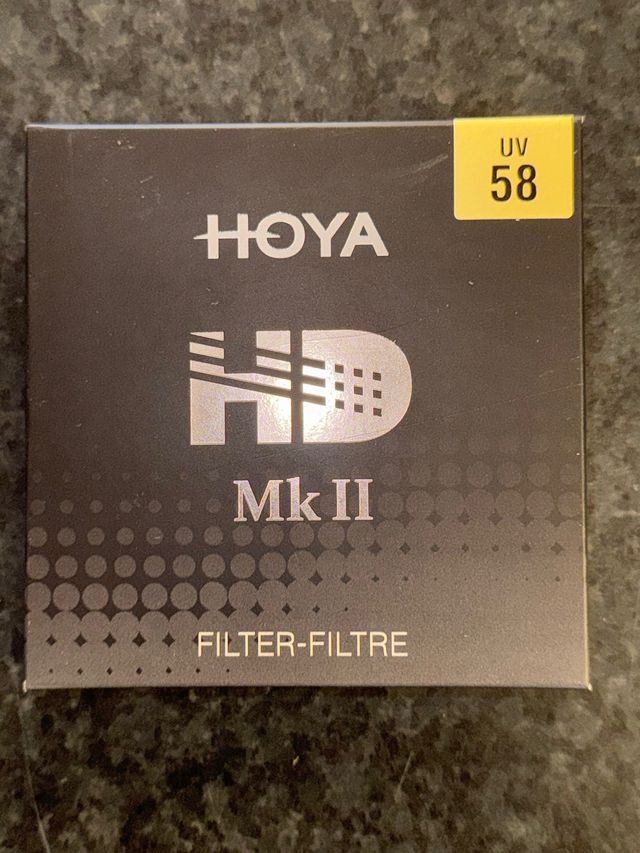 UV
58
HOYA
HD
Mk II
FILTER-FILTRE